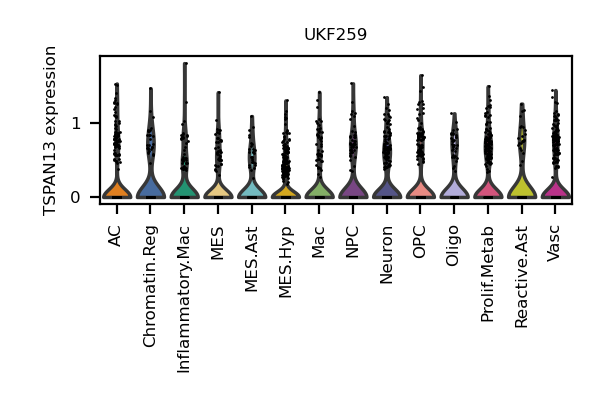 UKF259
TSPAN13 expression
1
0
AC
Chromatin.Reg
Inflammatory.Mac
MES
MES.Ast
MES.Hyp
Mac
NPC
Neuron
OPC
Oligo
Prolif.Metab
Reactive.Ast
Vasc